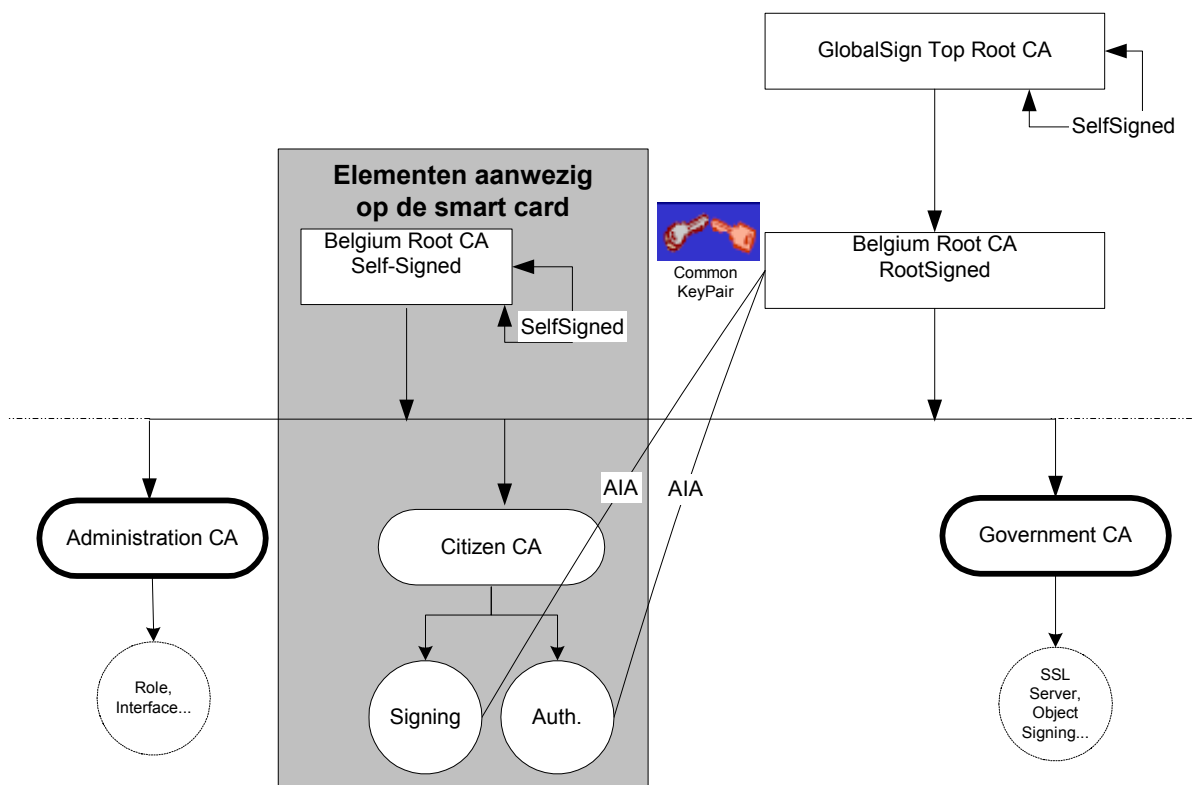 GlobalSign Top Root CA
SelfSigned
Elementen aanwezig
op de smart card
Belgium Root CA
Self-Signed
SelfSigned
Common
KeyPair
Belgium Root CA
RootSigned
AIA
AIA
Administration CA
Citizen CA
Government CA
Role,
Interface...
Signing
Auth.
SSL
Server,
Object
Signing...